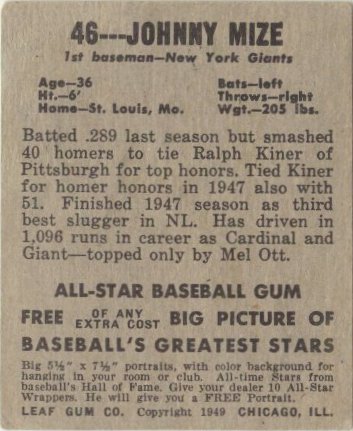 46---JOHNNY MIZE
1st baseman—New York Giants
Age—36 Bats—left
Ht.—6' Throws—right
Home—St. Louis, Mo. Wgt.—205 lbs.
Batted .289 last season but smashed
40 homers to tie Ralph Kiner of
Pittsburgh for top honors. Tied Kiner
for homer honors in 1947 also with
51. Finished 1947 season as third
best slugger in NL. Has driven in
1,096 runs in career as Cardinal and
Giant—topped only by Mel Ott.
ALL-STAR BASEBALL GUM
FREE OF ANY EXTRA COST BIG PICTURE OF
BASEBALL'S GREATEST STARS
Big 5½" x 7½" portraits, with color background for
hanging in your room or club. All-time Stars from
baseball's Hall of Fame. Give your dealer 10 All-Star
Wrappers. He will give you a FREE Portrait.
LEAF GUM CO. Copyright 1949 CHICAGO, ILL.